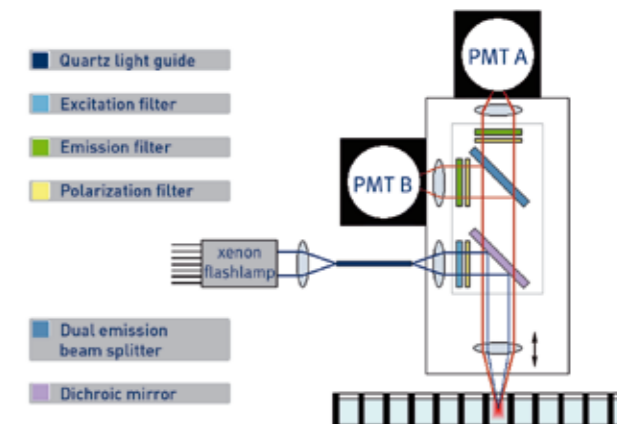 PMT A
Quartz light guide
Excitation filter
Emission filter
Polarization filter
PMT B
xenon
flashlamp
Dual emission
beam splitter
Dichroic mirror